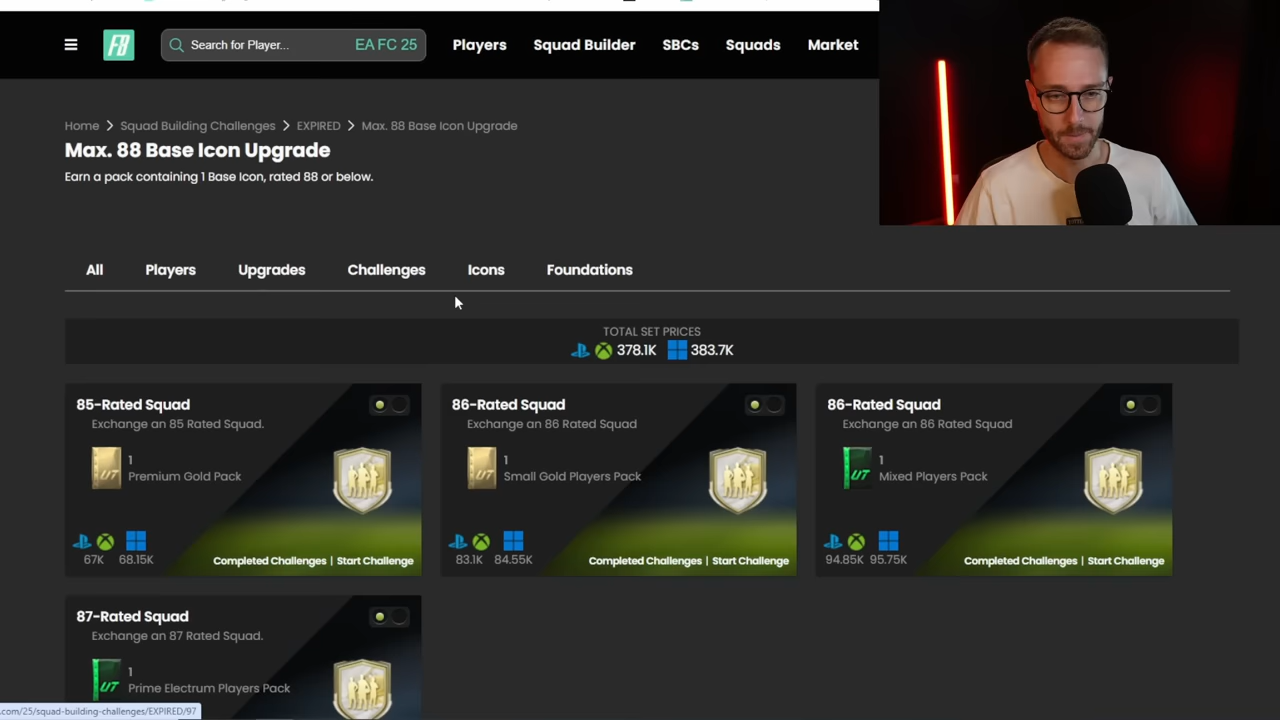 FB
Search for Player...
EA FC 25
Players
Squad Builder
SBCs
Squads
Market
Home > Squad Building Challenges > EXPIRED > Max. 88 Base Icon Upgrade
Max. 88 Base Icon Upgrade
Earn a pack containing 1 Base Icon, rated 88 or below.
All
Players
Upgrades
Challenges
Icons
Foundations
TOTAL SET PRICES
378.1K 383.7K
85-Rated Squad
Exchange an 85 Rated Squad.
UT
1
Premium Gold Pack
67K 68.15K
Completed Challenges | Start Challenge
86-Rated Squad
Exchange an 86 Rated Squad
UT
1
Small Gold Players Pack
83.1K 84.55K
Completed Challenges | Start Challenge
86-Rated Squad
Exchange an 86 Rated Squad
UT
1
Mixed Players Pack
94.85K 95.75K
Completed Challenges | Start Challenge
87-Rated Squad
Exchange an 87 Rated Squad.
UT
1
Prime Electrum Players Pack
.com/25/squad-building-challenges/EXPIRED/97